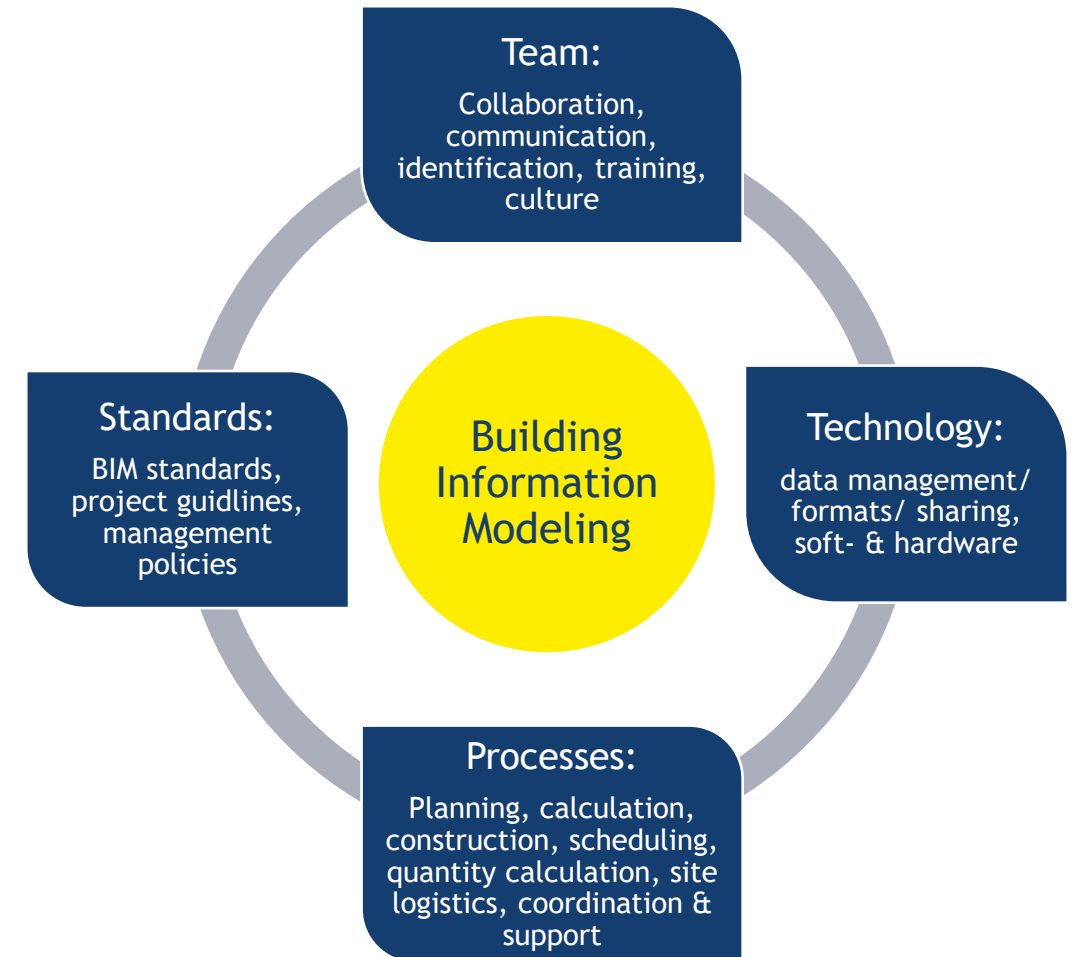 Team:
Collaboration,
communication,
identification, training,
culture
Standards:
BIM standards,
project guidlines,
management
policies
Building
Information
Modeling
Technology:
data management/
formats/ sharing,
soft- & hardware
Processes:
Planning, calculation,
construction, scheduling,
quantity calculation, site
logistics, coordination &
support